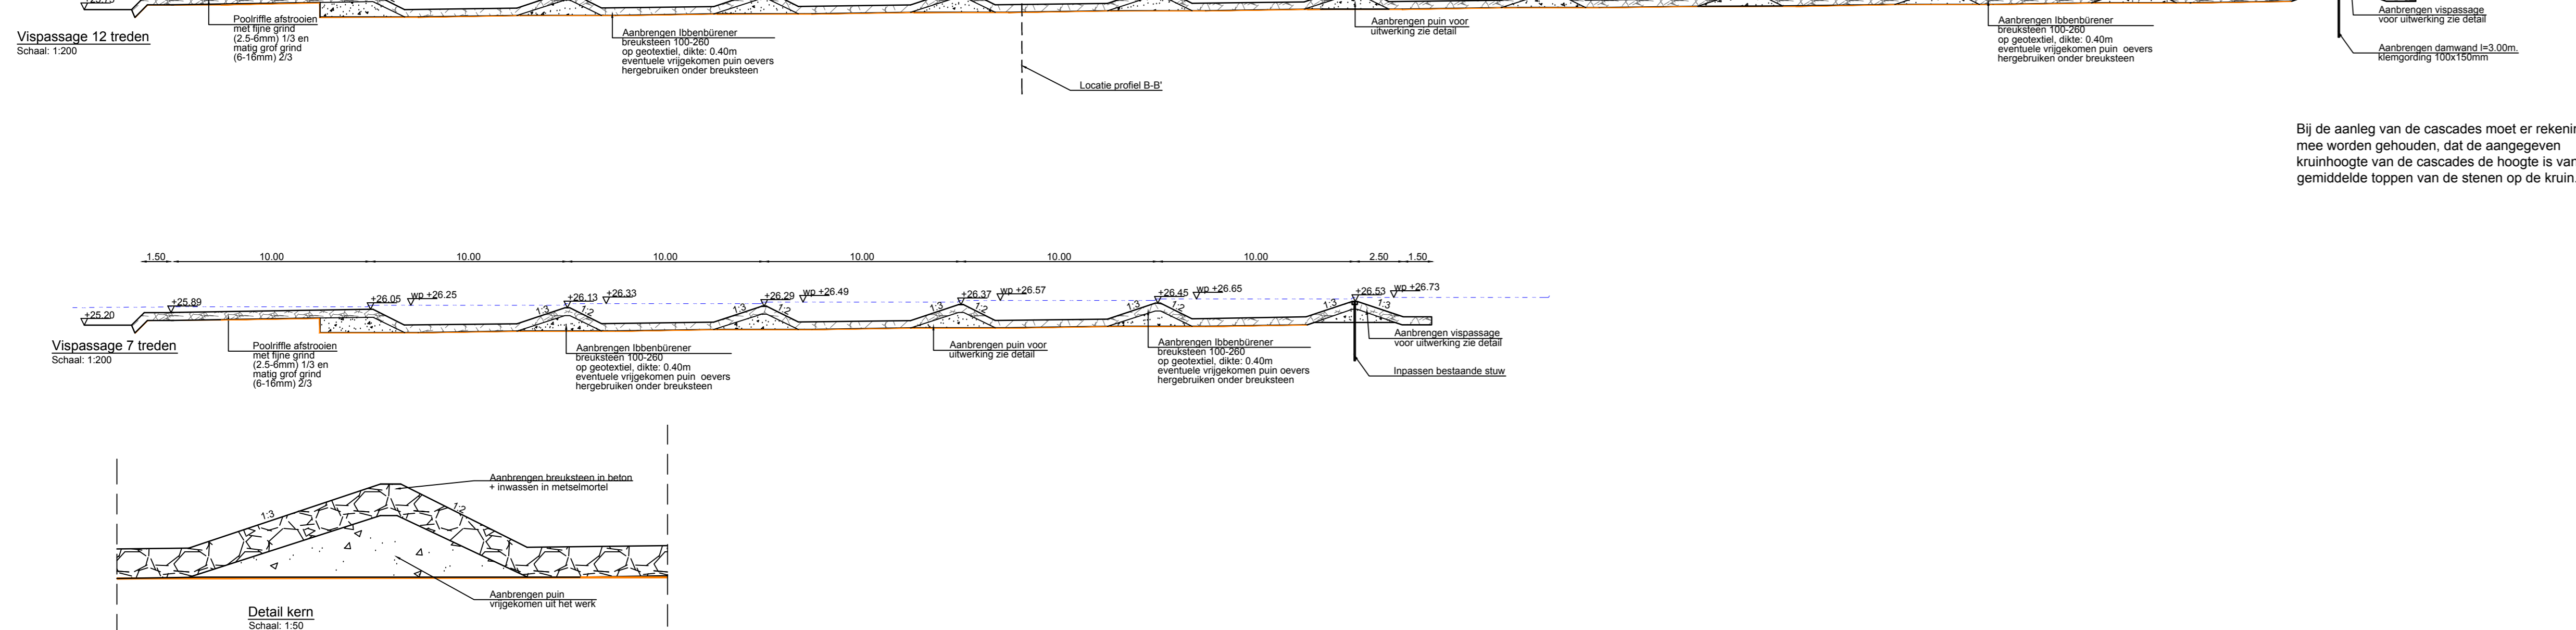 +25.75
Poolriffle afstrooien
met fijne grind
(2.5-6mm) 1/3 en
matig grof grind
(6-16mm) 2/3
Vispassage 12 treden
Schaal: 1:200
Aanbrengen Ibbenbürener
breuksteen 100-260
op geotextiel, dikte: 0.40m
eventuele vrijgekomen puin oevers
hergebruiken onder breuksteen
Locatie profiel B-B'
Aanbrengen puin voor
uitwerking zie detail
Aanbrengen Ibbenbürener
breuksteen 100-260
op geotextiel, dikte: 0.40m
eventuele vrijgekomen puin oevers
hergebruiken onder breuksteen
Aanbrengen vispassage
voor uitwerking zie detail
Aanbrengen damwand l=3.00m.
klemgording 100x150mm
Bij de aanleg van de cascades moet er
mee worden gehouden, dat de aangegeven
kruinhoogte van de cascades de hoogte is
gemiddelde toppen van de stenen op de kruin.
1.50 10.00 10.00 10.00 10.00 10.00 10.00 2.50 1.50
+25.20 +25.89 +26.05 wp +26.25 +26.13 +26.33 +26.29 wp +26.49 +26.37 wp +26.57 +26.45 wp +26.65 +26.53 wp +26.73
1:3 1:2 1:3 1:2 1:3 1:2 1:3 1:2 1:3 1:3
Vispassage 7 treden
Schaal: 1:200
Poolriffle afstrooien
met fijne grind
(2.5-6mm) 1/3 en
matig grof grind
(6-16mm) 2/3
Aanbrengen Ibbenbürener
breuksteen 100-260
op geotextiel, dikte: 0.40m
eventuele vrijgekomen puin oevers
hergebruiken onder breuksteen
Aanbrengen puin voor
uitwerking zie detail
Aanbrengen Ibbenbürener
breuksteen 100-260
op geotextiel, dikte: 0.40m
eventuele vrijgekomen puin oevers
hergebruiken onder breuksteen
Aanbrengen vispassage
voor uitwerking zie detail
Inpassen bestaande stuw
Aanbrengen breuksteen in beton
+ inwassen in metselmortel
1:3 1:2
Aanbrengen puin
vrijgekomen uit het werk
Detail kern
Schaal: 1:50